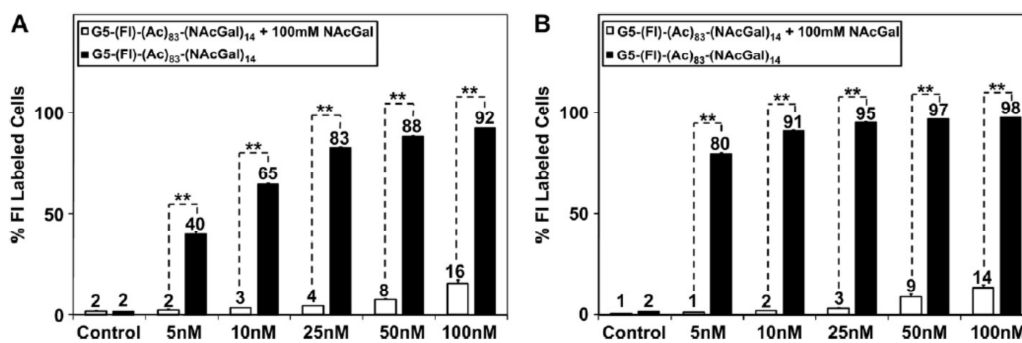 A
G5-(Fl)-(Ac)83-(NAcGal)14 + 100mM NAcGal
G5-(Fl)-(Ac)83-(NAcGal)14
% Fl Labeled Cells
100
50
0
2 2 2 ** 40 3 ** 65 4 ** 83 8 ** 88 16 ** 92
Control 5nM 10nM 25nM 50nM 100nM
B
G5-(Fl)-(Ac)83-(NAcGal)14 + 100mM NAcGal
G5-(Fl)-(Ac)83-(NAcGal)14
% Fl Labeled Cells
100
50
0
1 2 1 ** 80 2 ** 91 3 ** 95 9 ** 97 14 ** 98
Control 5nM 10nM 25nM 50nM 100nM